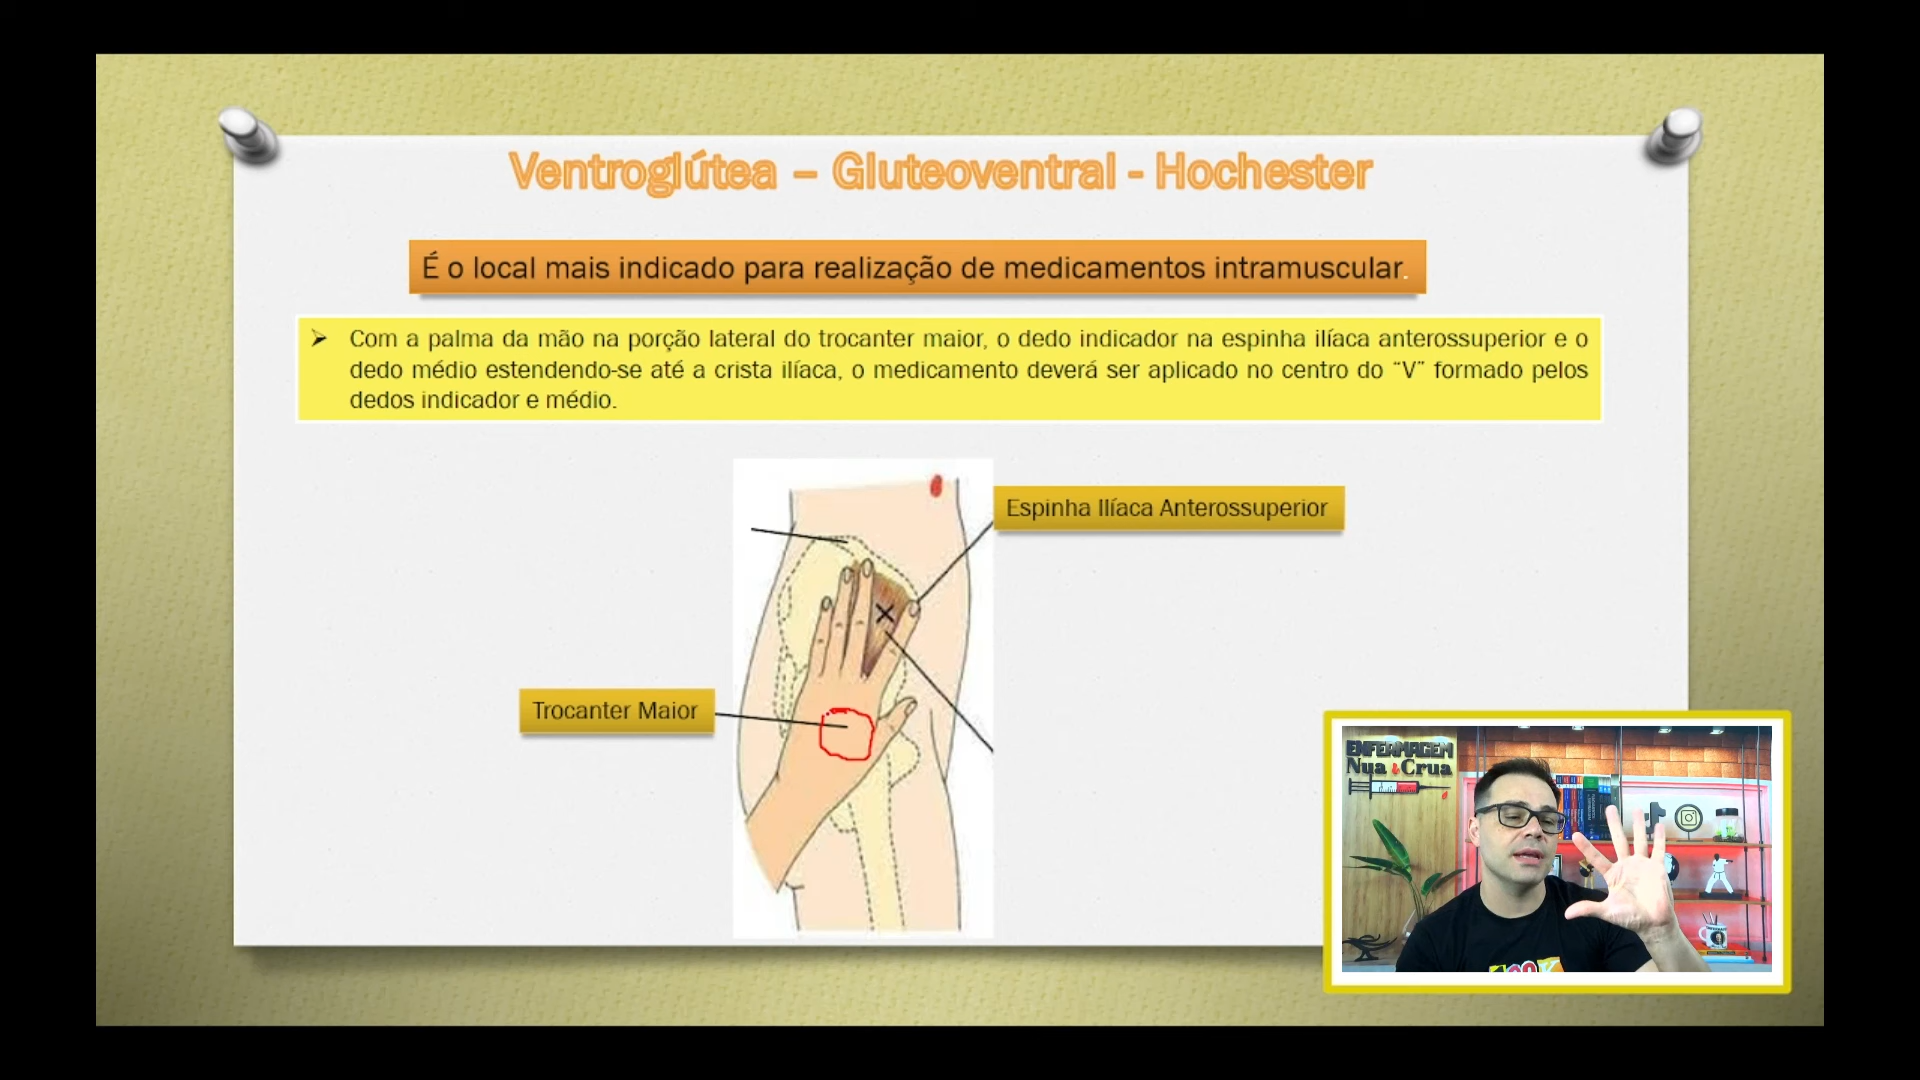 Ventroglútea – Gluteoventral - Hochester
É o local mais indicado para realização de medicamentos intramuscular.
Com a palma da mão na porção lateral do trocanter maior, o dedo indicador na espinha ilíaca anterossuperior e o
dedo médio estendendo-se até a crista ilíaca, o medicamento deverá ser aplicado no centro do “V” formado pelos
dedos indicador e médio.
Espinha Ilíaca Anterossuperior
Trocanter Maior
ENFERMAGEM
Nua & Crua